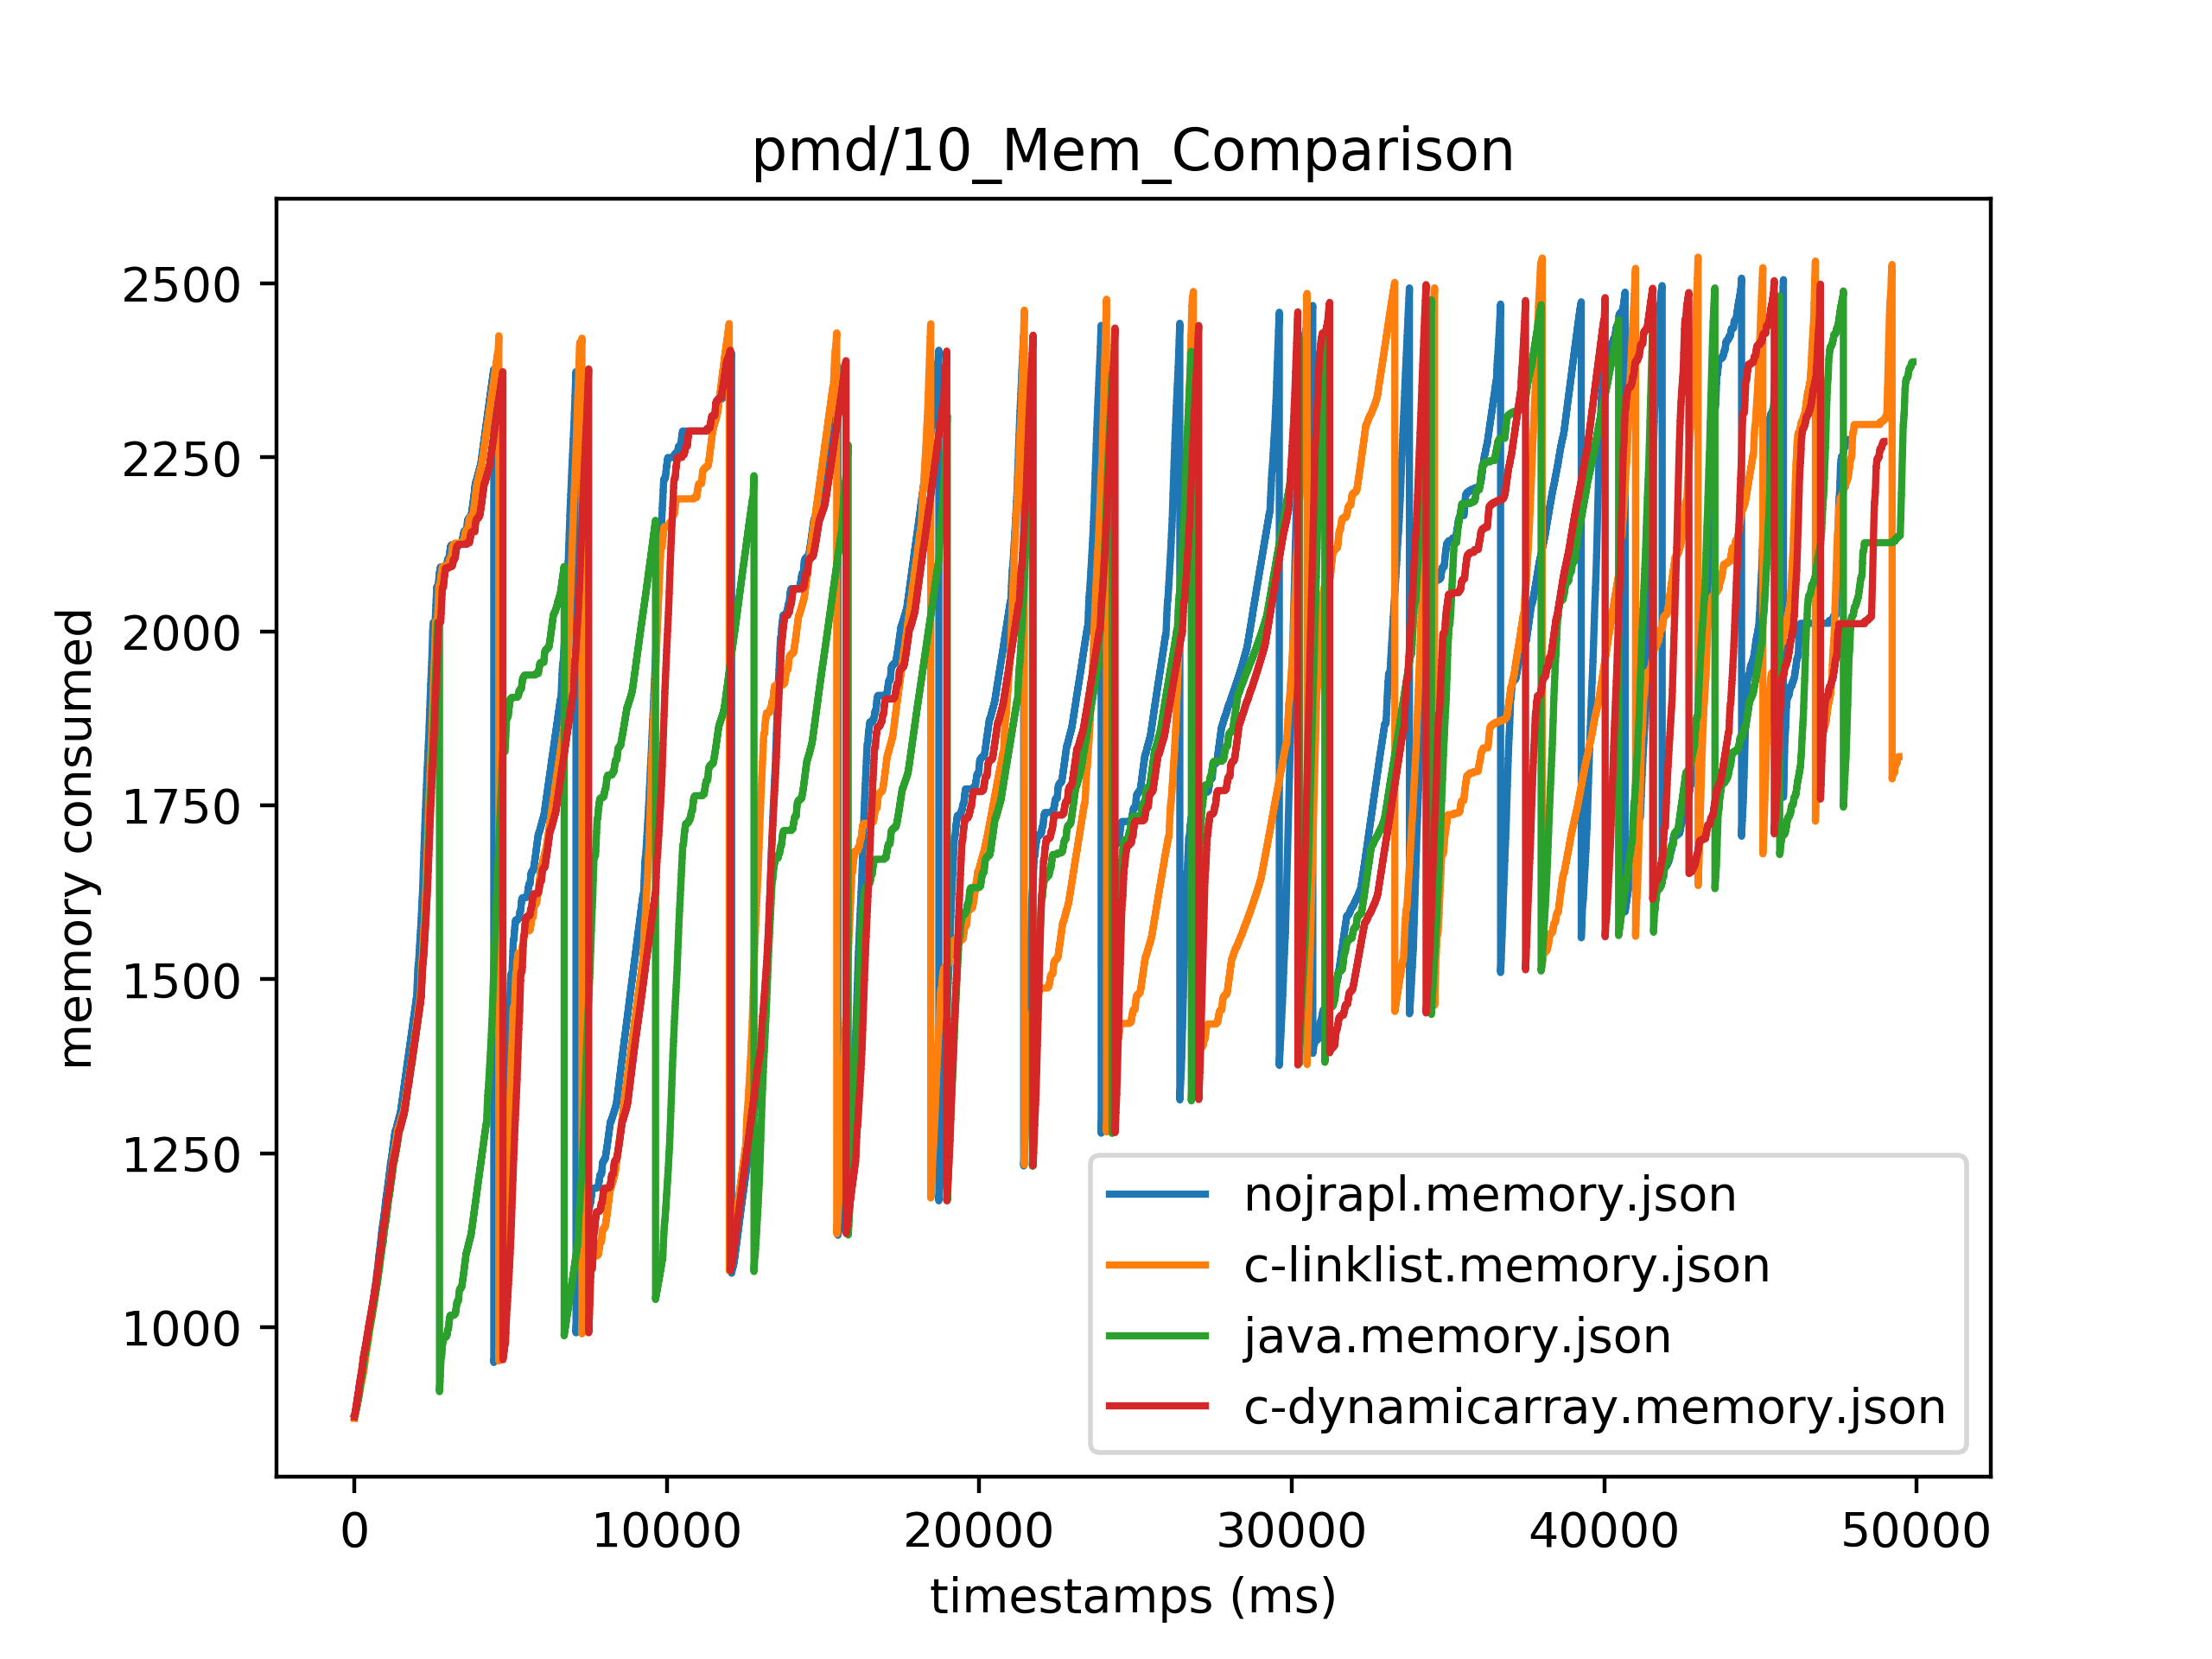 pmd/10_Mem_Comparison
memory consumed
2500
2250
2000
1750
1500
1250
1000
nojrapl.memory.json
c-linklist.memory.json
java.memory.json
c-dynamicarray.memory.json
0 10000 20000 30000 40000 50000
timestamps (ms)